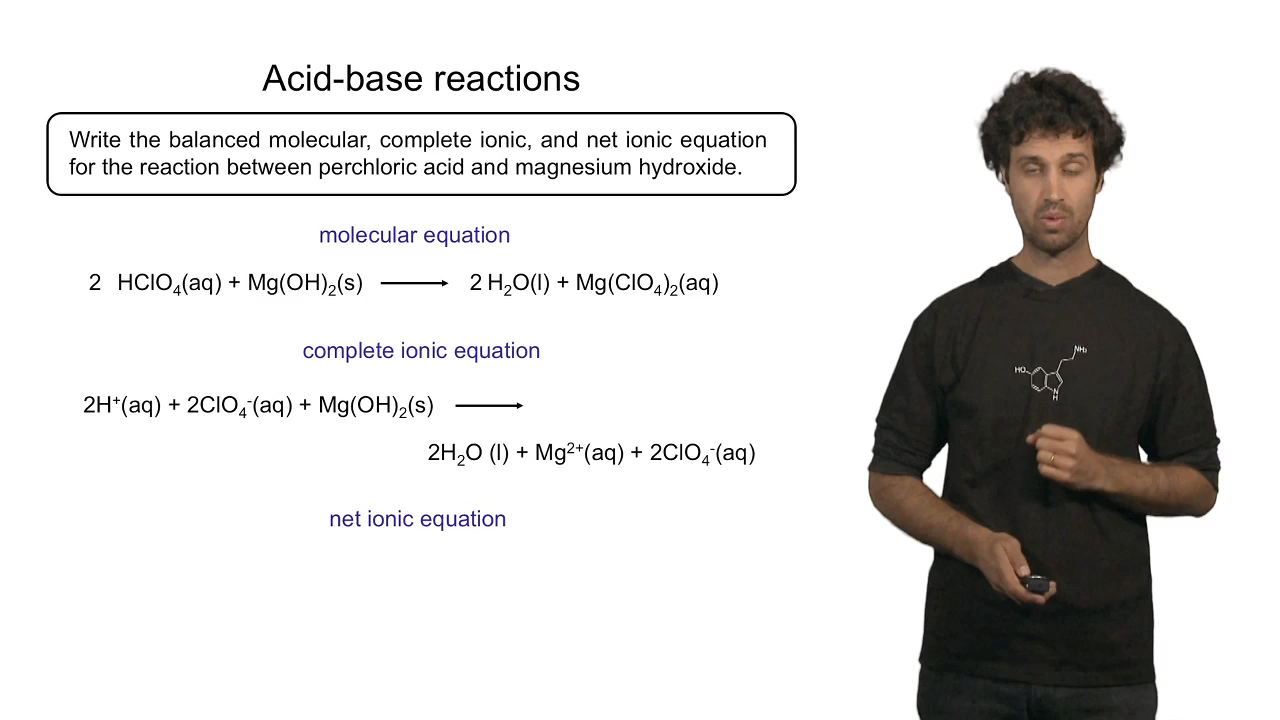 Acid-base reactions
Write the balanced molecular, complete ionic, and net ionic equation
for the reaction between perchloric acid and magnesium hydroxide.
molecular equation
2 HClO₄(aq) + Mg(OH)₂(s) ⟶ 2 H₂O(l) + Mg(ClO₄)₂(aq)
complete ionic equation
2H⁺(aq) + 2ClO₄⁻(aq) + Mg(OH)₂(s) ⟶
2H₂O (l) + Mg²⁺(aq) + 2ClO₄⁻(aq)
net ionic equation
NH₂
HO
N
H